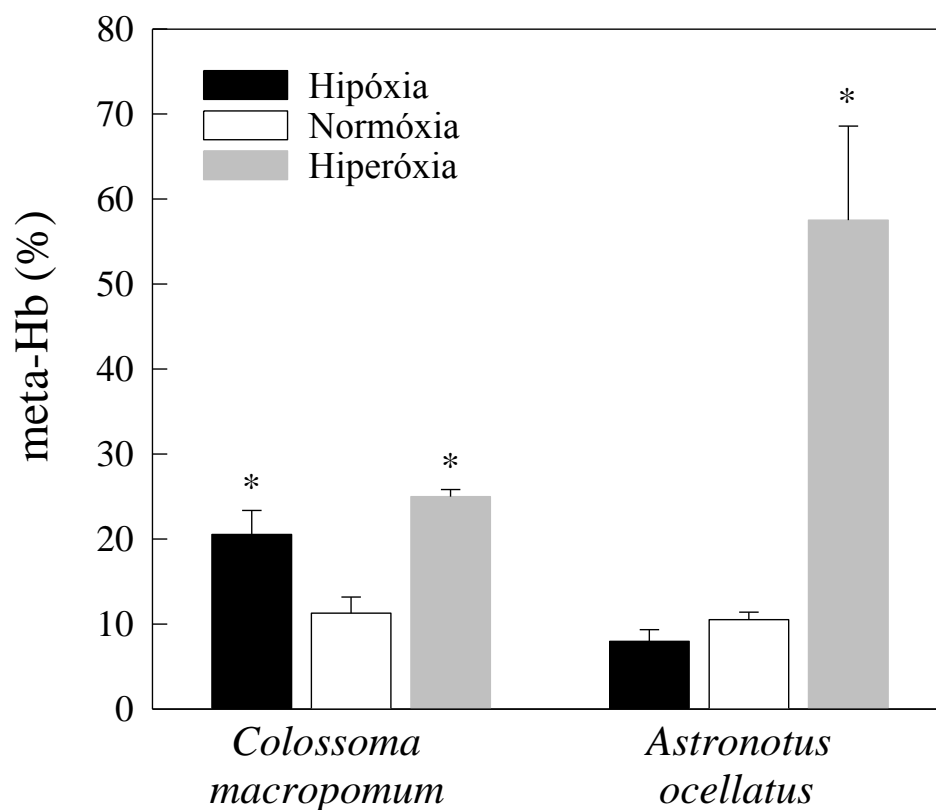 80
70
60
50
40
30
20
10
0
meta-Hb (%)
Hipóxia
Normóxia
Hiperóxia
*
*
*
Colossoma
macropomum
Astronotus
ocellatus